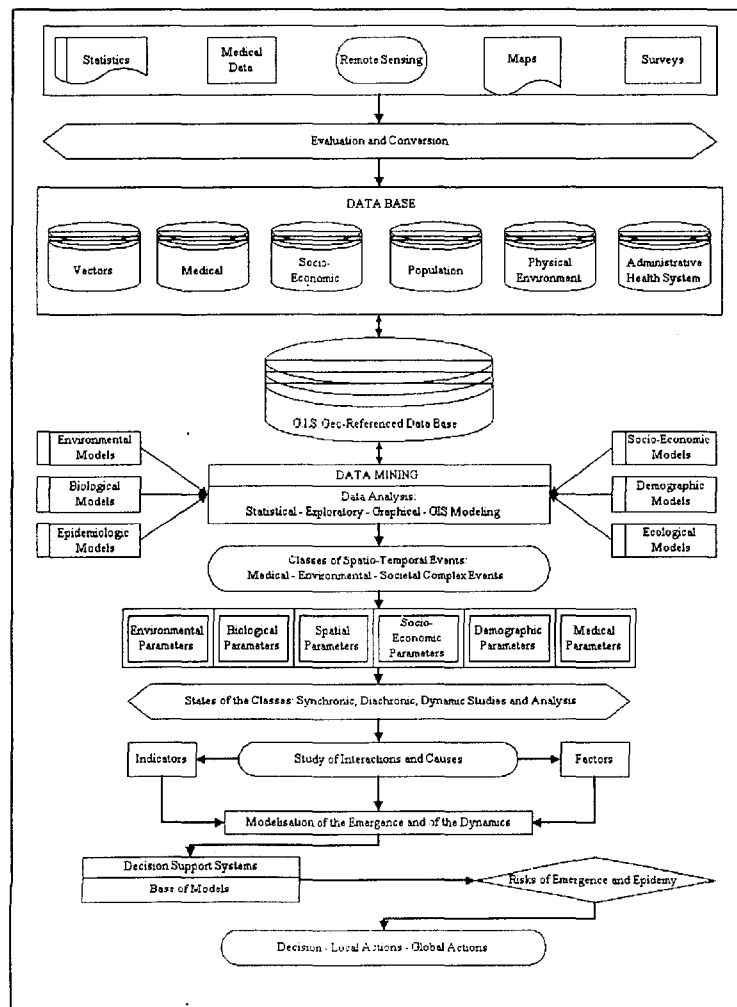 Statistics
Medical
Data
Remote Sensing
Maps
Surveys
Evaluation and Conversion
DATA BASE
Vectors
Medical
Socio-
Economic
Population
Physical
Environment
Administrative
Health System
G.I.S. Geo-Referenced Data Base
Environmental
Models
Biological
Models
Epidemiologic
Models
DATA MINING
Data Analysis:
Statistical - Exploratory - Graphical - GIS Modeling
Socio-Economic
Models
Demographic
Models
Ecological
Models
Classes of Spatio-Temporal Events:
Medical - Environmental - Societal Complex Events
Environmental
Parameters
Biological
Parameters
Spatial
Parameters
Socio-
Economic
Parameters
Demographic
Parameters
Medical
Parameters
States of the Classes: Synchronic, Diachronic, Dynamic Studies and Analysis
Indicators
Study of Interactions and Causes
Factors
Modelisation of the Emergence and of the Dynamics
Decision Support Systems
Base of Models
Risks of Emergence and Epidemy
Decision - Local Actions - Global Actions